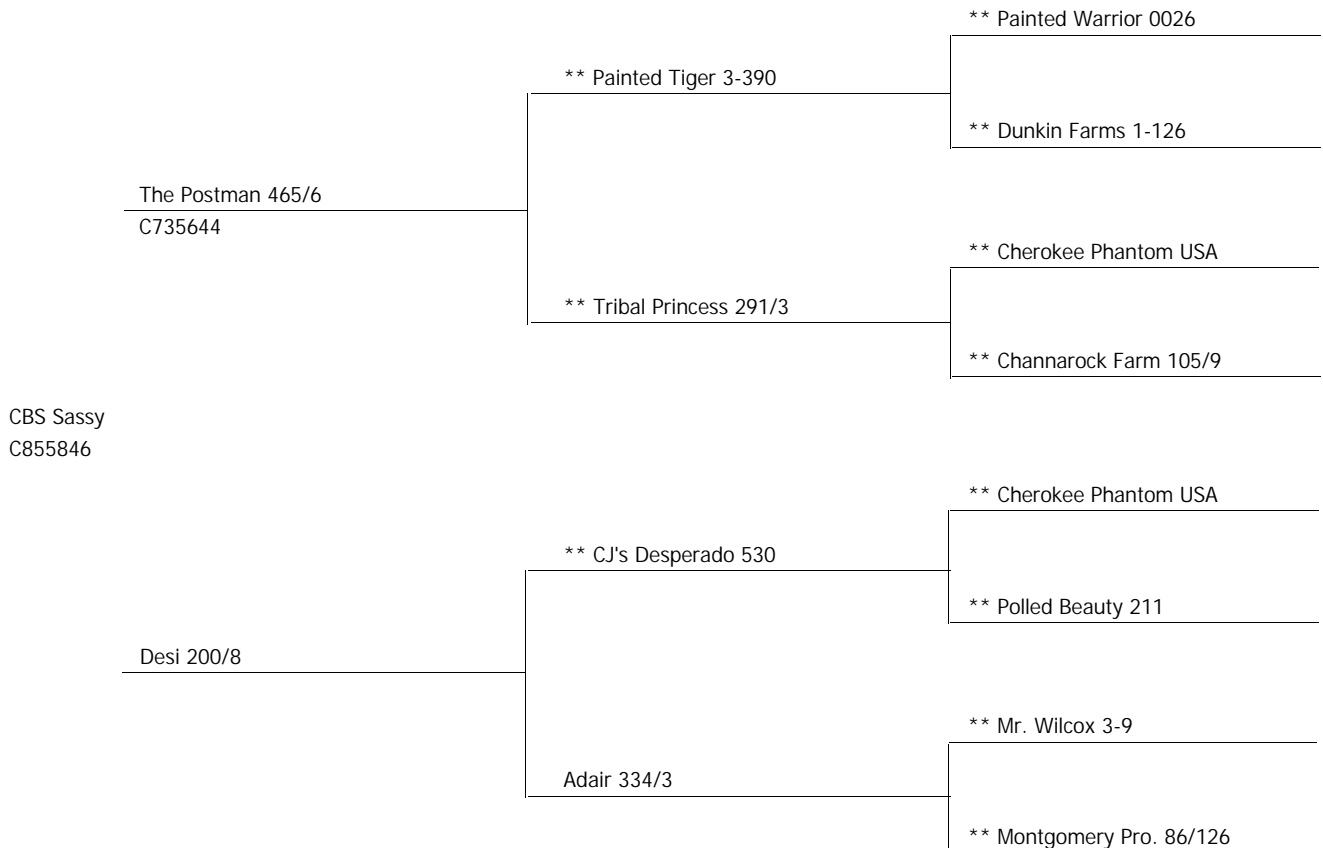 ** Painted Warrior 0026
** Painted Tiger 3-390
** Dunkin Farms 1-126
The Postman 465/6
C735644
** Cherokee Phantom USA
** Tribal Princess 291/3
** Channarock Farm 105/9
CBS Sassy
C855846
** Cherokee Phantom USA
** CJ's Desperado 530
** Polled Beauty 211
Desi 200/8
** Mr. Wilcox 3-9
Adair 334/3
** Montgomery Pro. 86/126